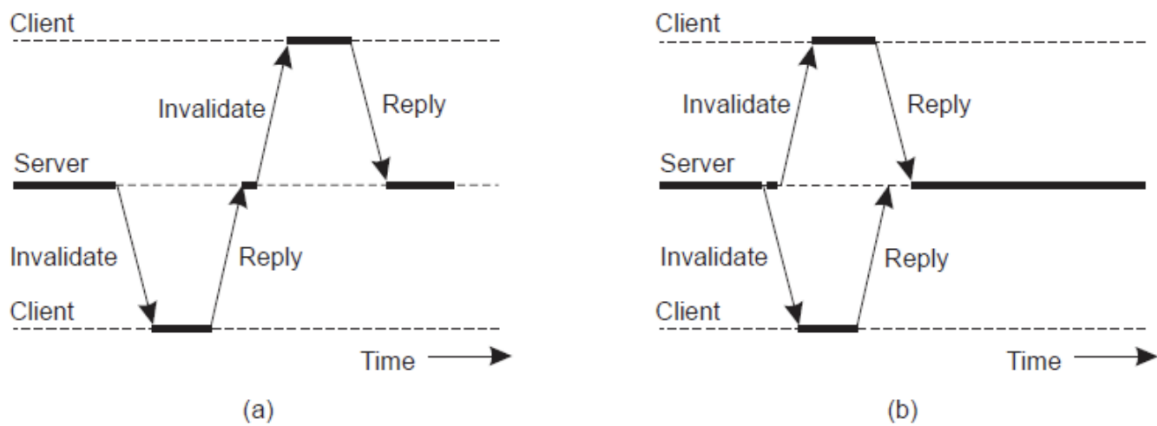 Client
Invalidate
Reply
Server
Invalidate
Reply
Client
Time
(a)
Client
Invalidate
Reply
Server
Invalidate
Reply
Client
Time
(b)